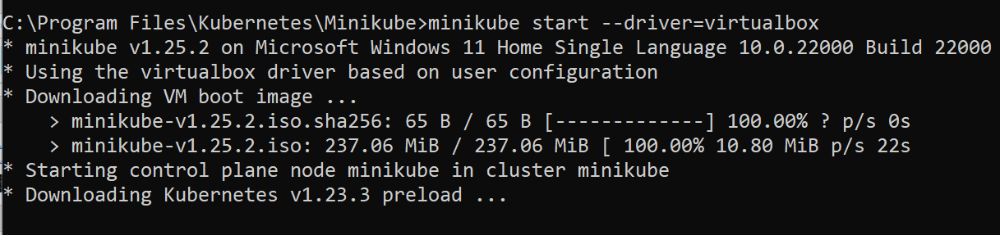 C:\Program Files\Kubernetes\Minikube>minikube start --driver=virtualbox
* minikube v1.25.2 on Microsoft Windows 11 Home Single Language 10.0.22000 Build 22000
* Using the virtualbox driver based on user configuration
* Downloading VM boot image ...
    > minikube-v1.25.2.iso.sha256: 65 B / 65 B [-------------] 100.00% ? p/s 0s
    > minikube-v1.25.2.iso: 237.06 MiB / 237.06 MiB [ 100.00% 10.80 MiB p/s 22s
* Starting control plane node minikube in cluster minikube
* Downloading Kubernetes v1.23.3 preload ...